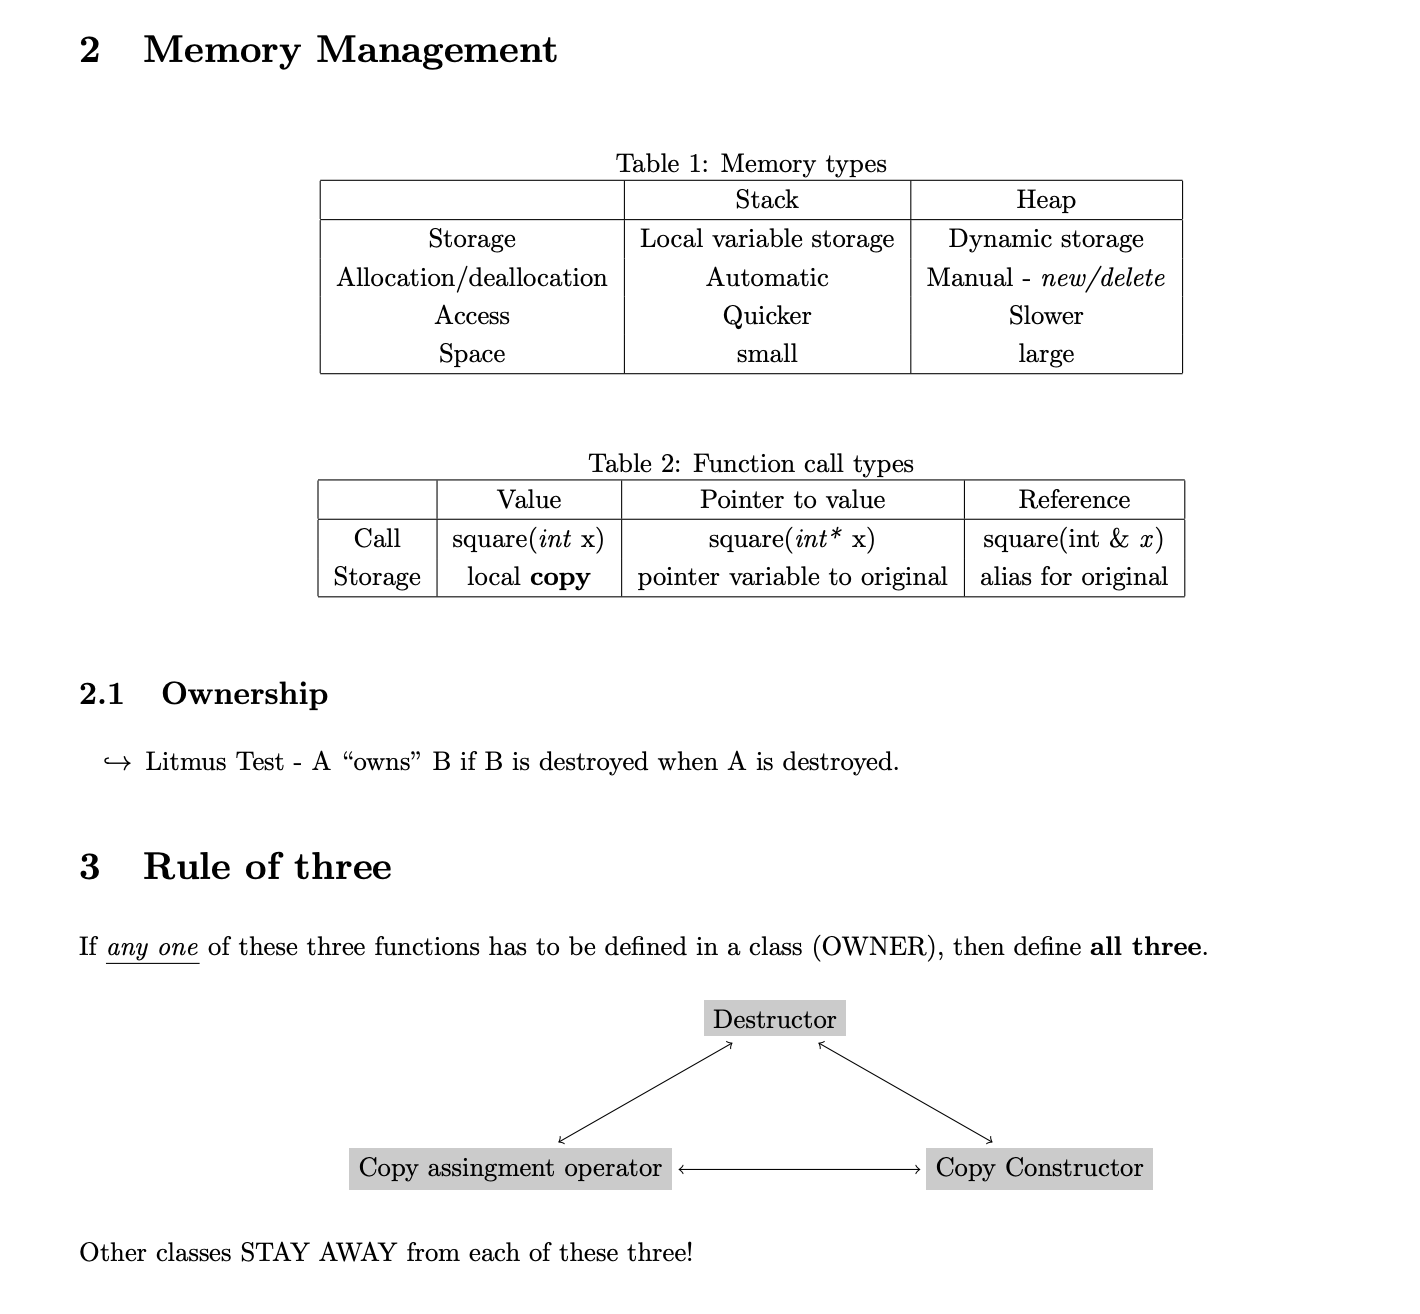 2 Memory Management
Table 1: Memory types
Stack Heap
Storage Local variable storage Dynamic storage
Allocation/deallocation Automatic Manual - new/delete
Access Quicker Slower
Space small large
Table 2: Function call types
Value Pointer to value Reference
Call square(int x) square(int* x) square(int & x)
Storage local copy pointer variable to original alias for original
2.1 Ownership
↪ Litmus Test - A “owns” B if B is destroyed when A is destroyed.
3 Rule of three
If any one of these three functions has to be defined in a class (OWNER), then define all three.
Destructor
Copy assingment operator Copy Constructor
Other classes STAY AWAY from each of these three!